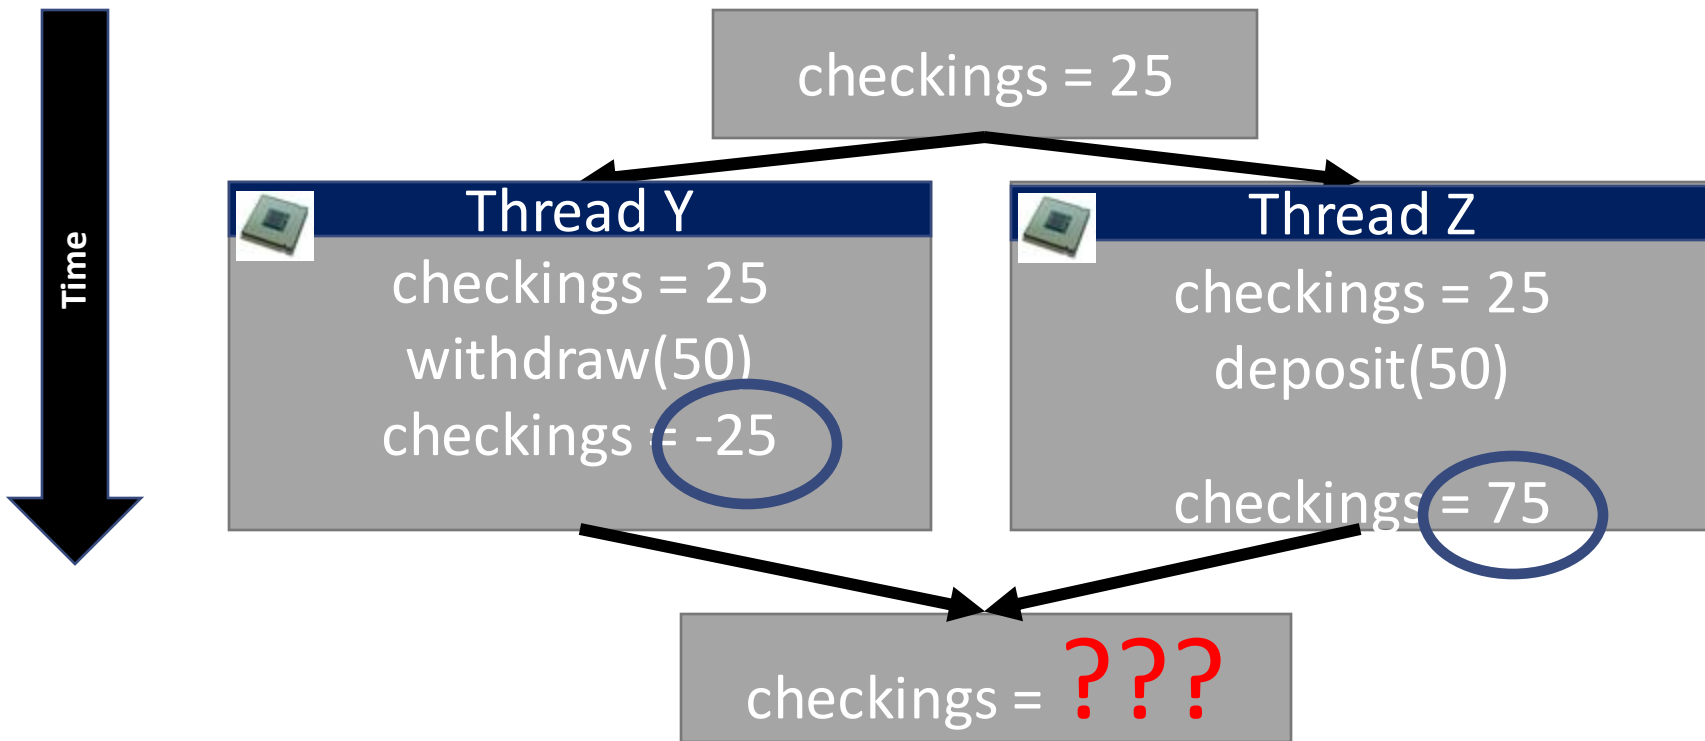 checkings = 25
Time
Thread Y
checkings = 25
withdraw(50)
checkings = -25
Thread Z
checkings = 25
deposit(50)
checkings = 75
checkings = ???